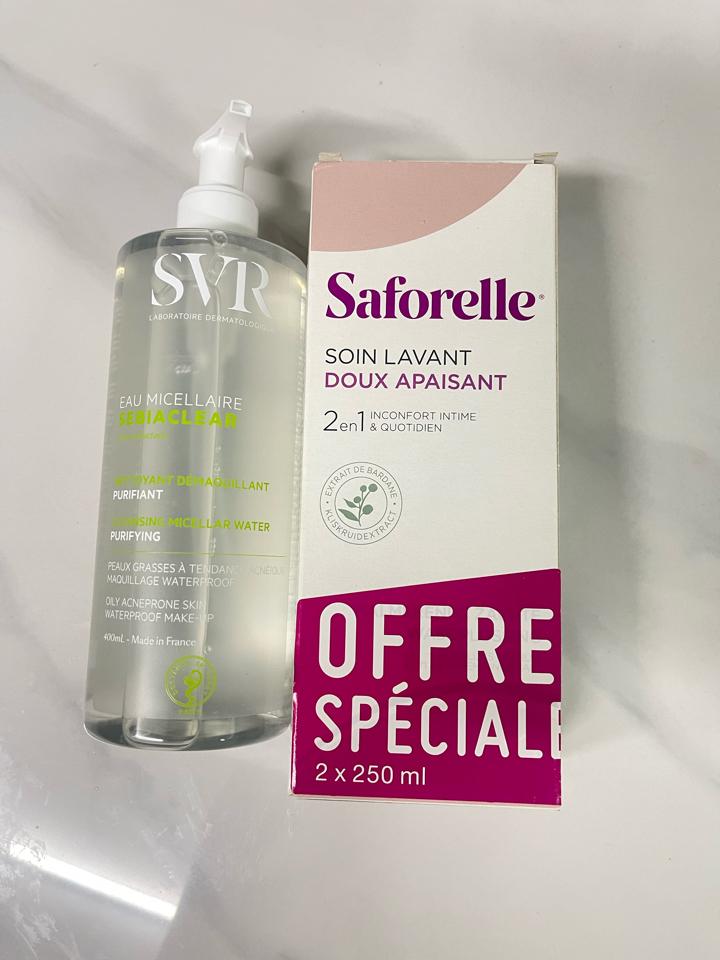 SVR
LABORATOIRE DERMATOLOGIQUE
EAU MICELLAIRE
SEBIACLEAR
NETTOYANT DÉMAQUILLANT
PURIFIANT
CLEANSING MICELLAR WATER
PURIFYING
PEAUX GRASSES À TENDANCE ACNÉIQUE
MAQUILLAGE WATERPROOF
OILY ACNEPRONE SKIN
WATERPROOF MAKE-UP
400mL - Made in France
Saforelle®
SOIN LAVANT
DOUX APAISANT
2en1 INCONFORT INTIME
& QUOTIDIEN
EXTRAIT DE BARDANE
KLISKRUIDEXTRACT
OFFRE
SPÉCIALE
2 x 250 ml